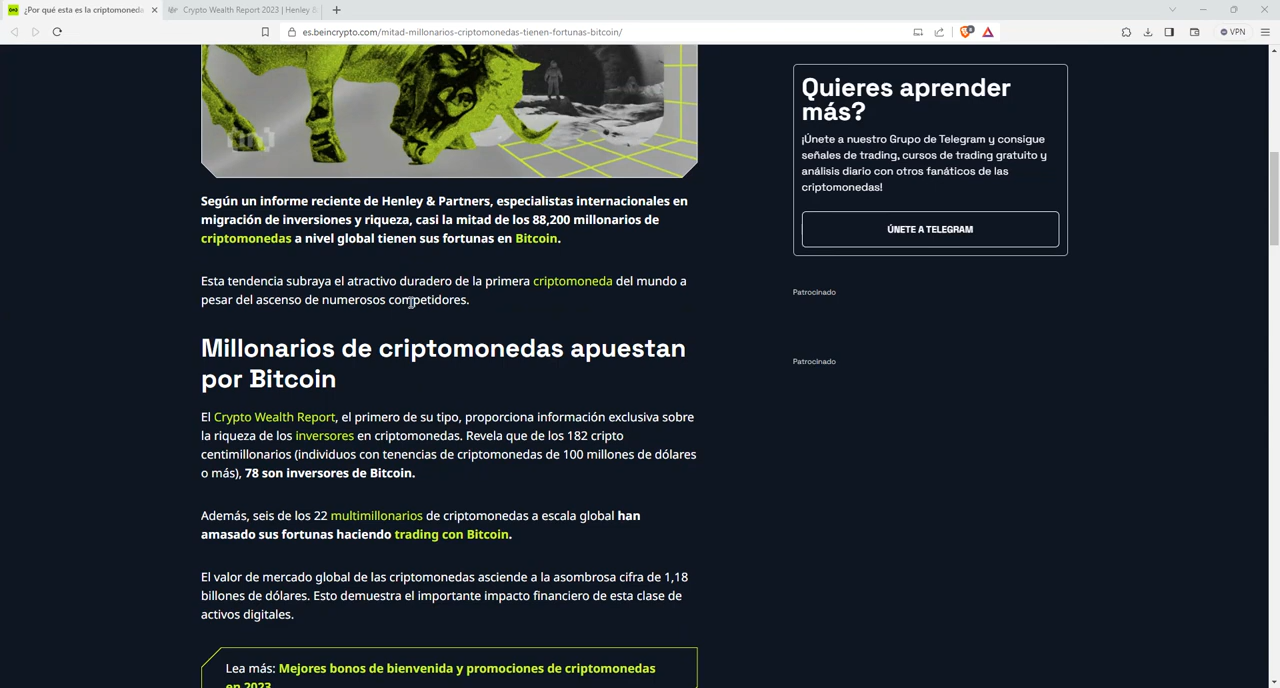 ¿Por qué esta es la criptomoneda
Crypto Wealth Report 2023 | Henley &
es.beincrypto.com/mitad-millonarios-criptomonedas-tienen-fortunas-bitcoin/
VPN
Según un informe reciente de Henley & Partners, especialistas internacionales en
migración de inversiones y riqueza, casi la mitad de los 88,200 millonarios de
criptomonedas a nivel global tienen sus fortunas en Bitcoin.
Esta tendencia subraya el atractivo duradero de la primera criptomoneda del mundo a
pesar del ascenso de numerosos competidores.
Millonarios de criptomonedas apuestan
por Bitcoin
El Crypto Wealth Report, el primero de su tipo, proporciona información exclusiva sobre
la riqueza de los inversores en criptomonedas. Revela que de los 182 cripto
centimillonarios (individuos con tenencias de criptomonedas de 100 millones de dólares
o más), 78 son inversores de Bitcoin.
Además, seis de los 22 multimillonarios de criptomonedas a escala global han
amasado sus fortunas haciendo trading con Bitcoin.
El valor de mercado global de las criptomonedas asciende a la asombrosa cifra de 1,18
billones de dólares. Esto demuestra el importante impacto financiero de esta clase de
activos digitales.
Lea más: Mejores bonos de bienvenida y promociones de criptomonedas
en 2023
Quieres aprender
más?
¡Únete a nuestro Grupo de Telegram y consigue
señales de trading, cursos de trading gratuito y
análisis diario con otros fanáticos de las
criptomonedas!
ÚNETE A TELEGRAM
Patrocinado
Patrocinado